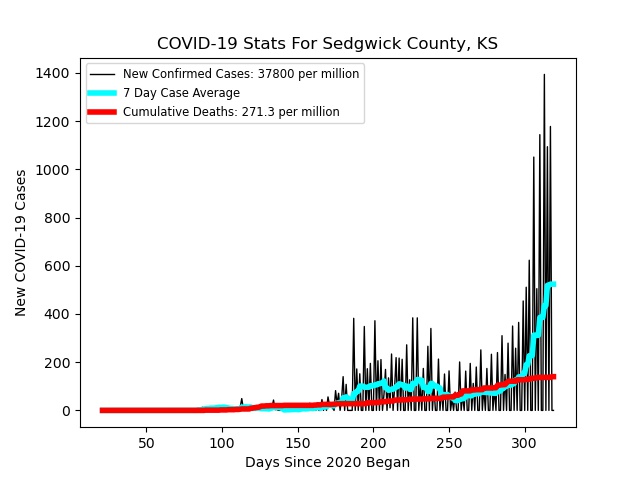 COVID-19 Stats For Sedgwick County, KS
New Confirmed Cases: 37800 per million
7 Day Case Average
Cumulative Deaths: 271.3 per million
New COVID-19 Cases
1400
1200
1000
800
600
400
200
0
50 100 150 200 250 300
Days Since 2020 Began